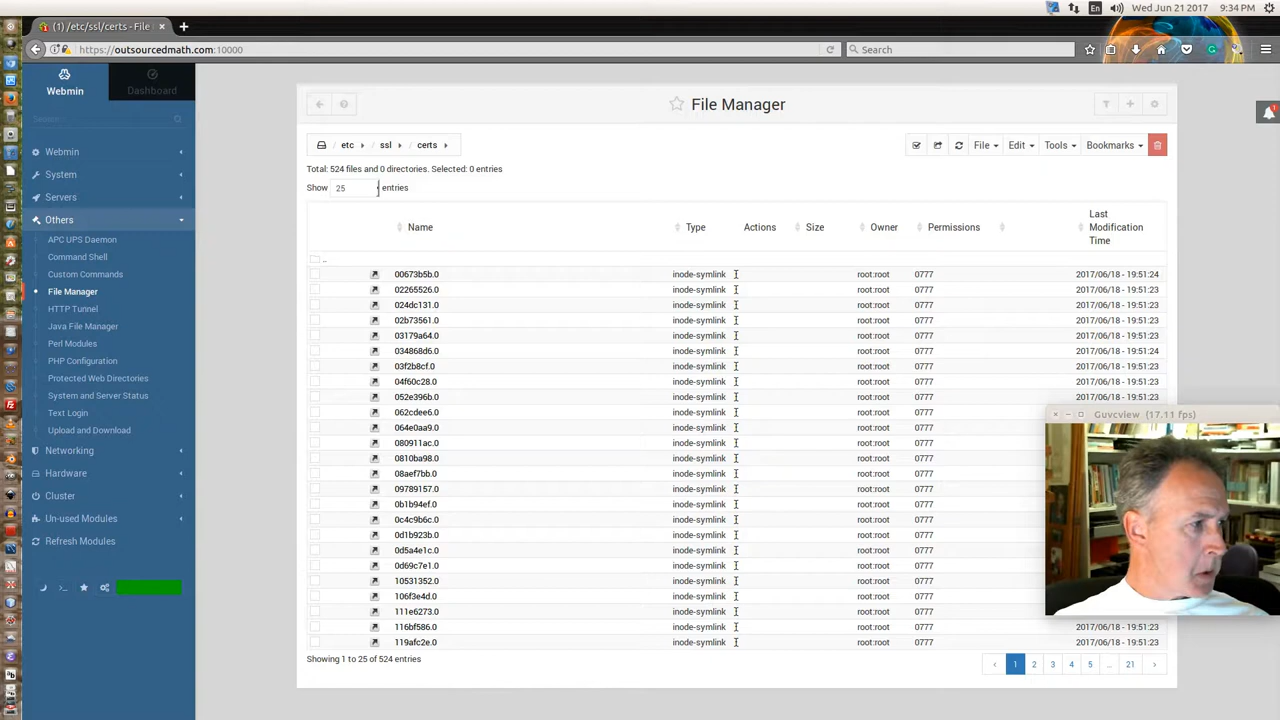 En
Wed Jun 21 2017
9:34 PM
(1) /etc/ssl/certs - File
https://outsourcedmath.com:10000
Search
Webmin
Dashboard
Search
File Manager
etc
ssl
certs
File
Edit
Tools
Bookmarks
Total: 524 files and 0 directories. Selected: 0 entries
Show 25 entries
Name Type Actions Size Owner Permissions Last
Modification
Time
..
00673b5b.0 inode-symlink root:root 0777 2017/06/18 - 19:51:24
02265526.0 inode-symlink root:root 0777 2017/06/18 - 19:51:23
024dc131.0 inode-symlink root:root 0777 2017/06/18 - 19:51:23
02b73561.0 inode-symlink root:root 0777 2017/06/18 - 19:51:23
03179a64.0 inode-symlink root:root 0777 2017/06/18 - 19:51:23
034868d6.0 inode-symlink root:root 0777 2017/06/18 - 19:51:24
03f2b8cf.0 inode-symlink root:root 0777 2017/06/18 - 19:51:23
04f60c28.0 inode-symlink root:root 0777 2017/06/18 - 19:51:23
052e396b.0 inode-symlink root:root 0777 2017/06/18 - 19:51:23
062cdee6.0 inode-symlink root:root 0777
064e0aa9.0 inode-symlink root:root 0777
080911ac.0 inode-symlink root:root 0777
0810ba98.0 inode-symlink root:root 0777
08aef7bb.0 inode-symlink root:root 0777
09789157.0 inode-symlink root:root 0777
0b1b94ef.0 inode-symlink root:root 0777
0c4c9b6c.0 inode-symlink root:root 0777
0d1b923b.0 inode-symlink root:root 0777
0d5a4e1c.0 inode-symlink root:root 0777
0d69c7e1.0 inode-symlink root:root 0777
10531352.0 inode-symlink root:root 0777
106f3e4d.0 inode-symlink root:root 0777
111e6273.0 inode-symlink root:root 0777
116bf586.0 inode-symlink root:root 0777 2017/06/18 - 19:51:23
119afc2e.0 inode-symlink root:root 0777 2017/06/18 - 19:51:23
Showing 1 to 25 of 524 entries
1 2 3 4 5 ... 21
Webmin
System
Servers
Others
APC UPS Daemon
Command Shell
Custom Commands
File Manager
HTTP Tunnel
Java File Manager
Perl Modules
PHP Configuration
Protected Web Directories
System and Server Status
Text Login
Upload and Download
Networking
Hardware
Cluster
Un-used Modules
Refresh Modules
Guvcview (17.11 fps)